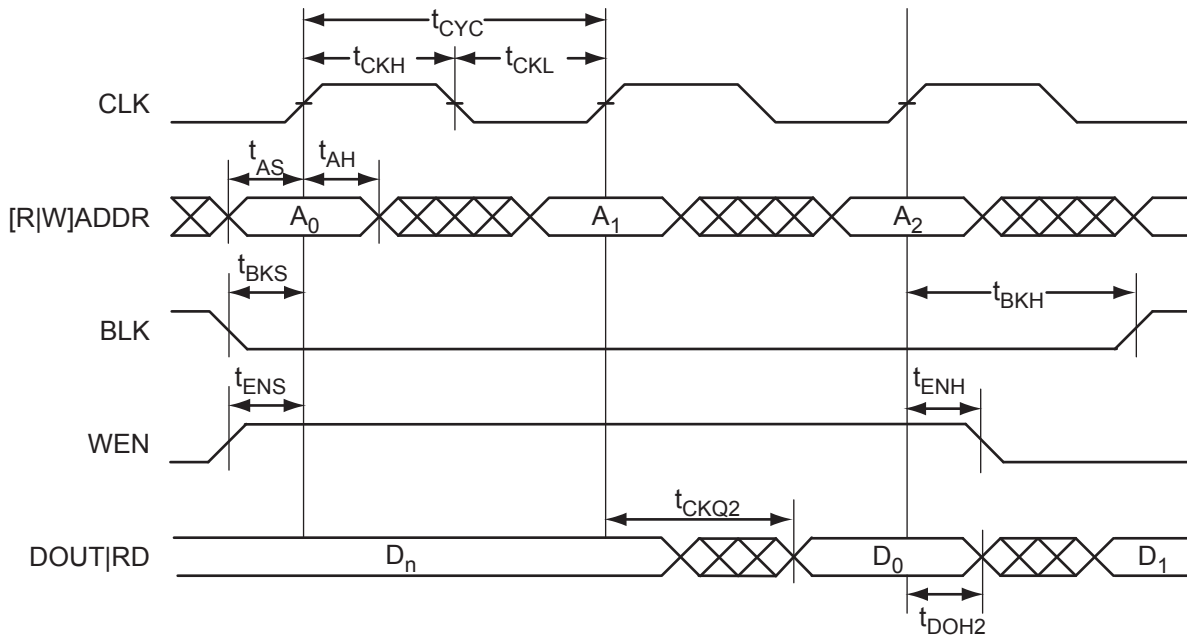 tCYC
tCKH
tCKL
CLK
tAS
tAH
[R|W]ADDR
A0
A1
A2
tBKS
tBKH
BLK
tENS
tENH
WEN
tCKQ2
DOUT|RD
Dn
D0
D1
tDOH2